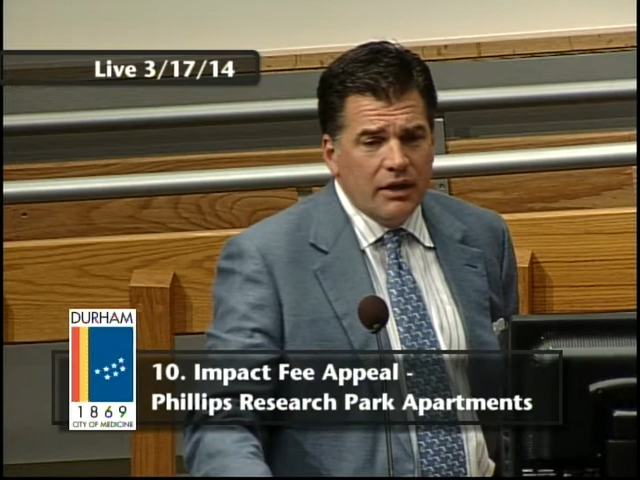 Live 3/17/14
DURHAM
1869
CITY OF MEDICINE
10. Impact Fee Appeal -
Phillips Research Park Apartments